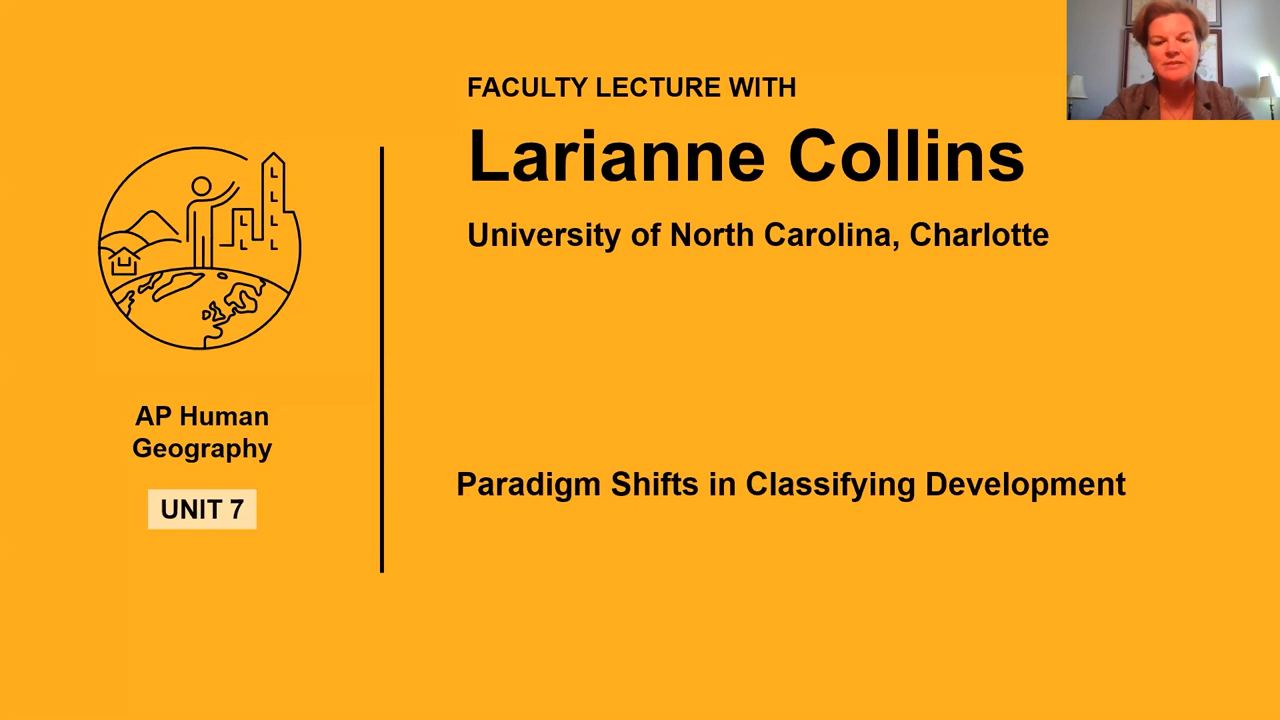 FACULTY LECTURE WITH
Larianne Collins
University of North Carolina, Charlotte
AP Human
Geography
UNIT 7
Paradigm Shifts in Classifying Development